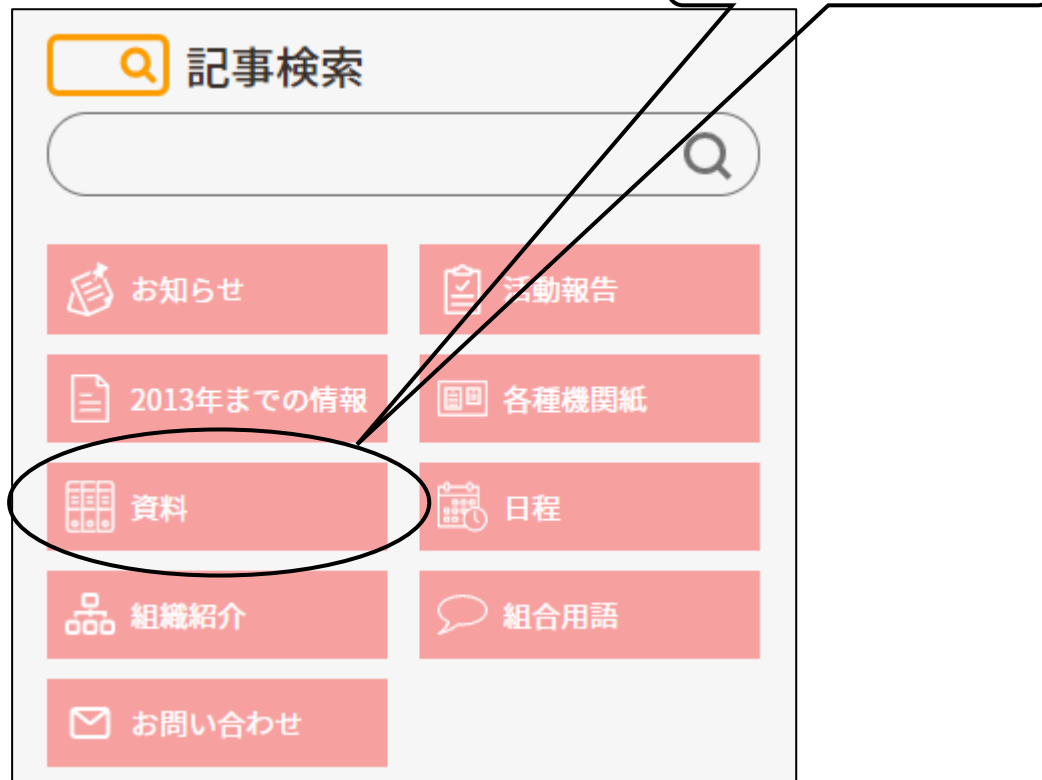 記事検索
お知らせ
活動報告
2013年までの情報
各種機関紙
資料
日程
組織紹介
組合用語
お問い合わせ